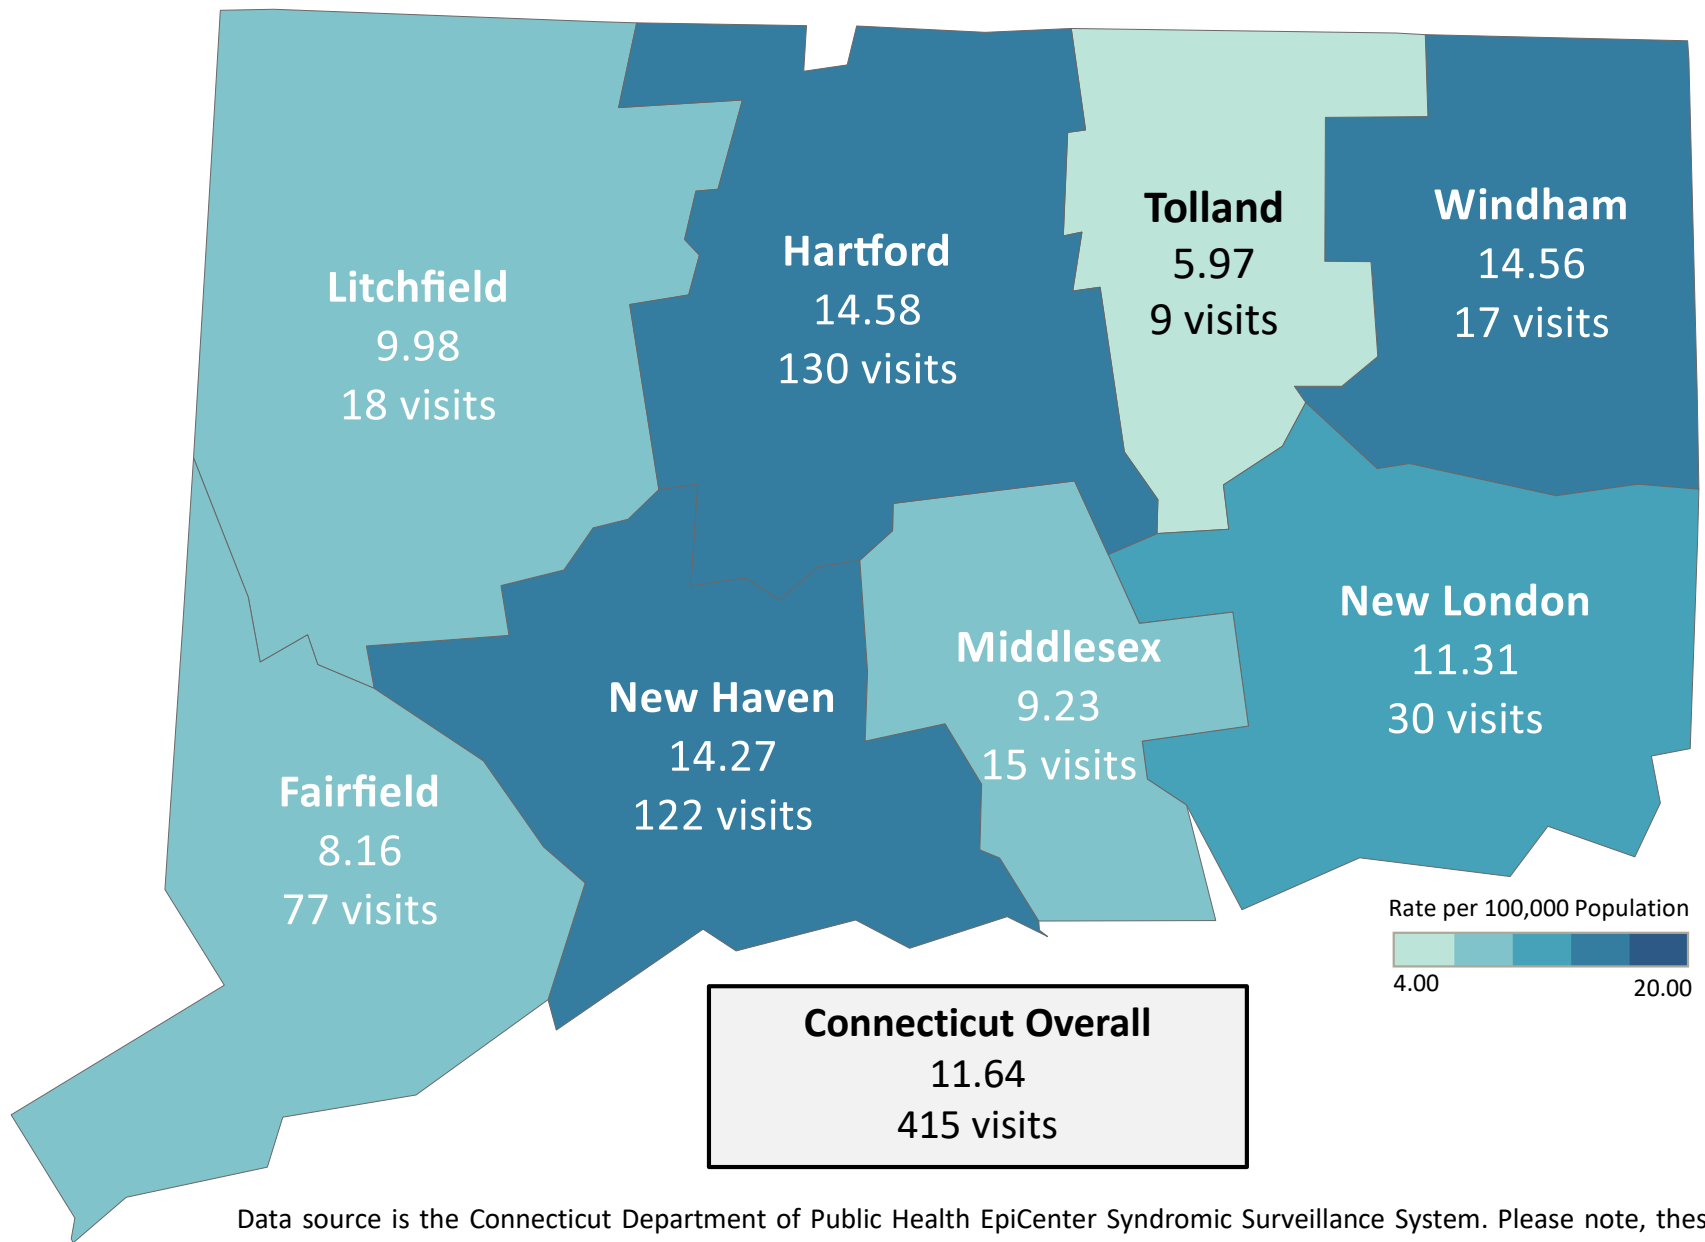 Litchfield
9.98
18 visits
Hartford
14.58
130 visits
Tolland
5.97
9 visits
Windham
14.56
17 visits
Fairfield
8.16
77 visits
New Haven
14.27
122 visits
Middlesex
9.23
15 visits
New London
11.31
30 visits
Rate per 100,000 Population
4.00
20.00
Connecticut Overall
11.64
415 visits
Data source is the Connecticut Department of Public Health EpiCenter Syndromic Surveillance System. Please note, thes